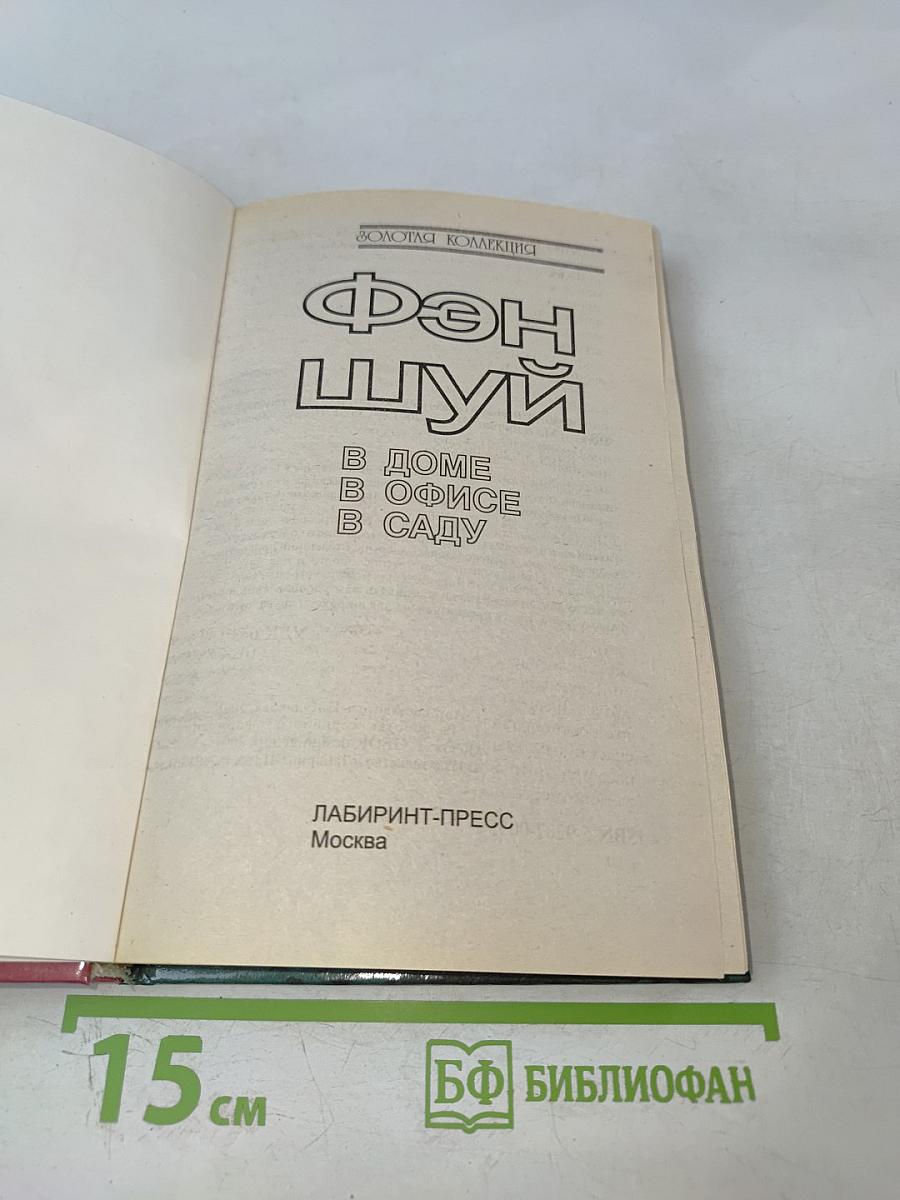 ЗОЛОТАЯ КОЛЛЕКЦИЯ
ФЭН
ШУЙ
В ДОМЕ
В ОФИСЕ
В САДУ
ЛАБИРИНТ-ПРЕСС
Москва
15 см
БФ БИБЛИОФАН